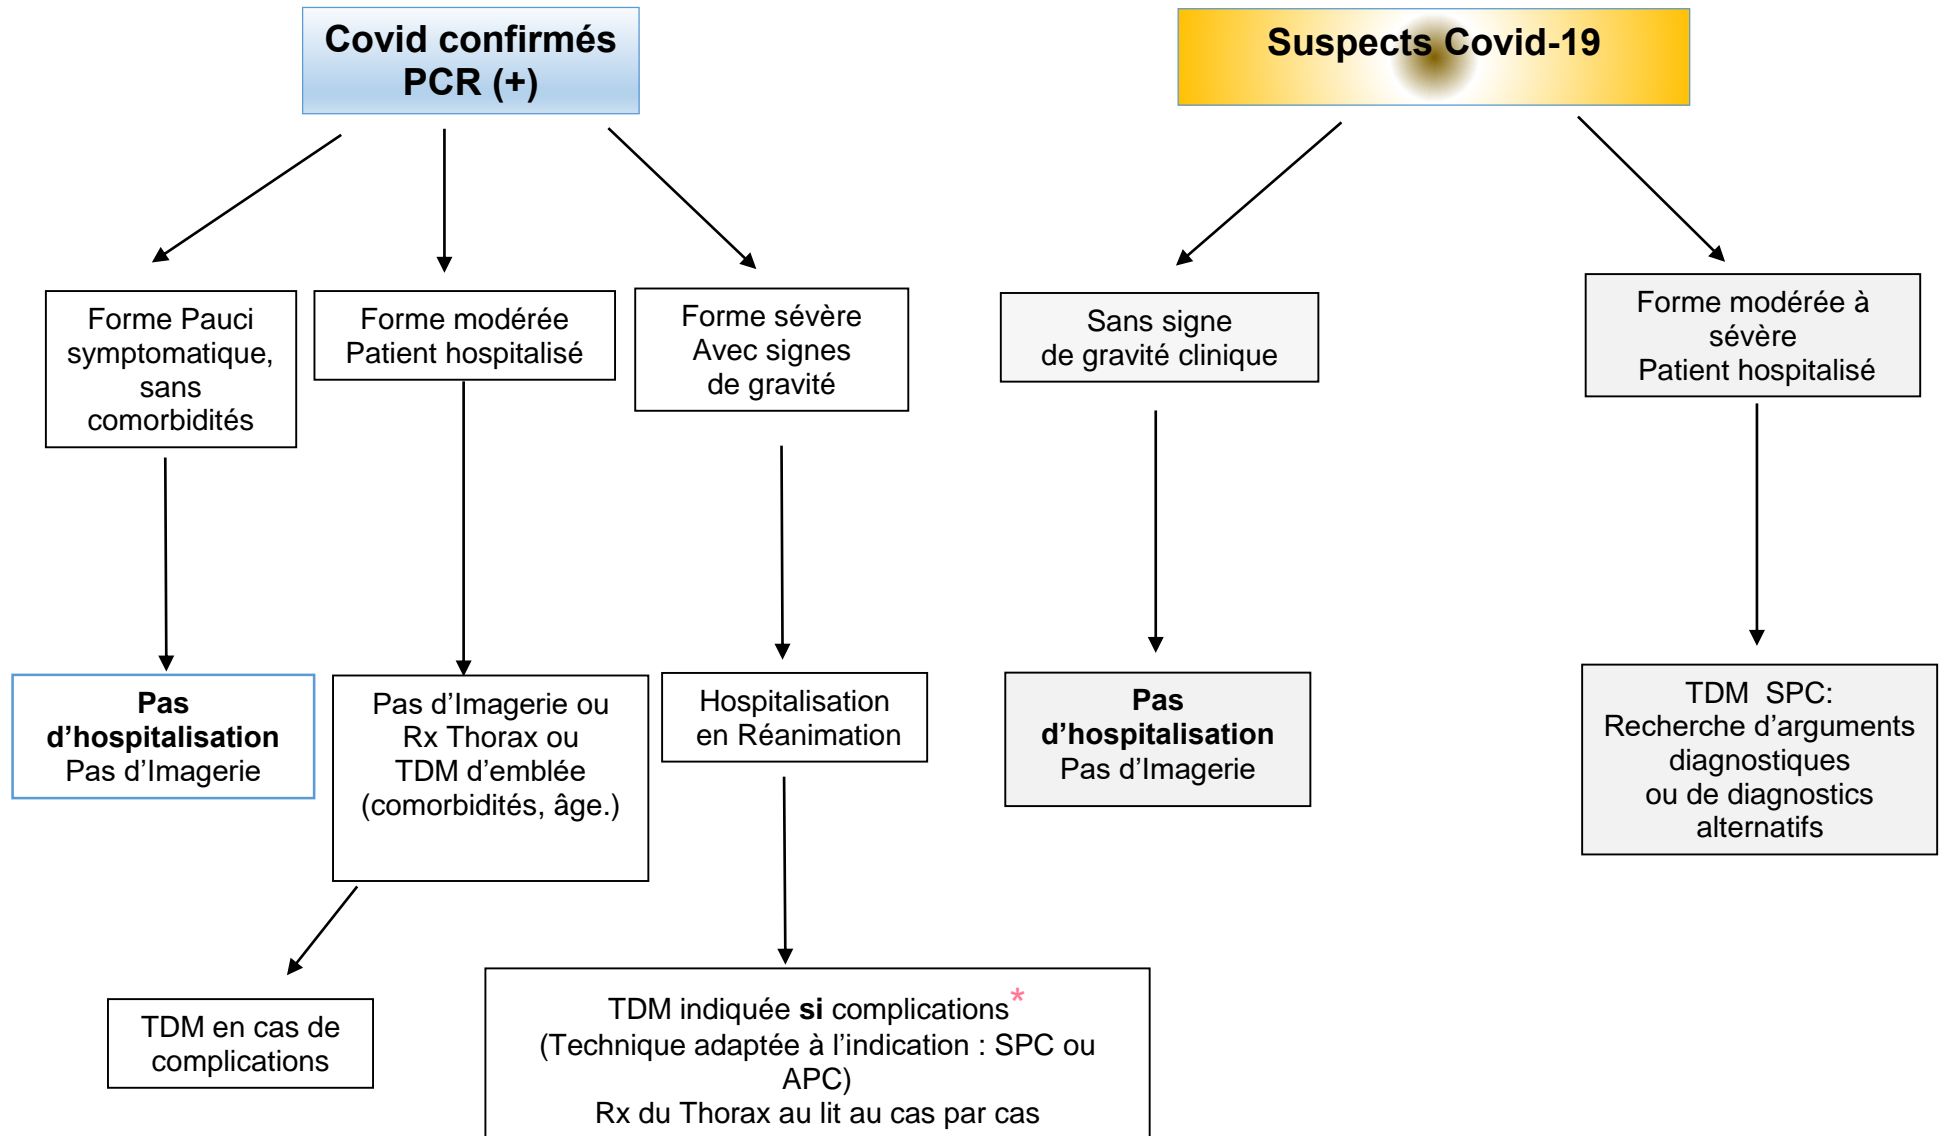 Covid confirmés
PCR (+)
Suspects Covid-19
Forme Pauci
symptomatique,
sans
comorbidités
Forme modérée
Patient hospitalisé
Forme sévère
Avec signes
de gravité
Sans signe
de gravité clinique
Forme modérée à
sévère
Patient hospitalisé
Pas
d’hospitalisation
Pas d’Imagerie
Pas d’Imagerie ou
Rx Thorax ou
TDM d’emblée
(comorbidités, âge.)
Hospitalisation
en Réanimation
Pas
d’hospitalisation
Pas d’Imagerie
TDM SPC:
Recherche d’arguments
diagnostiques
ou de diagnostics
alternatifs
TDM en cas de
complications
TDM indiquée si complications*
(Technique adaptée à l’indication : SPC ou
APC)
Rx du Thorax au lit au cas par cas